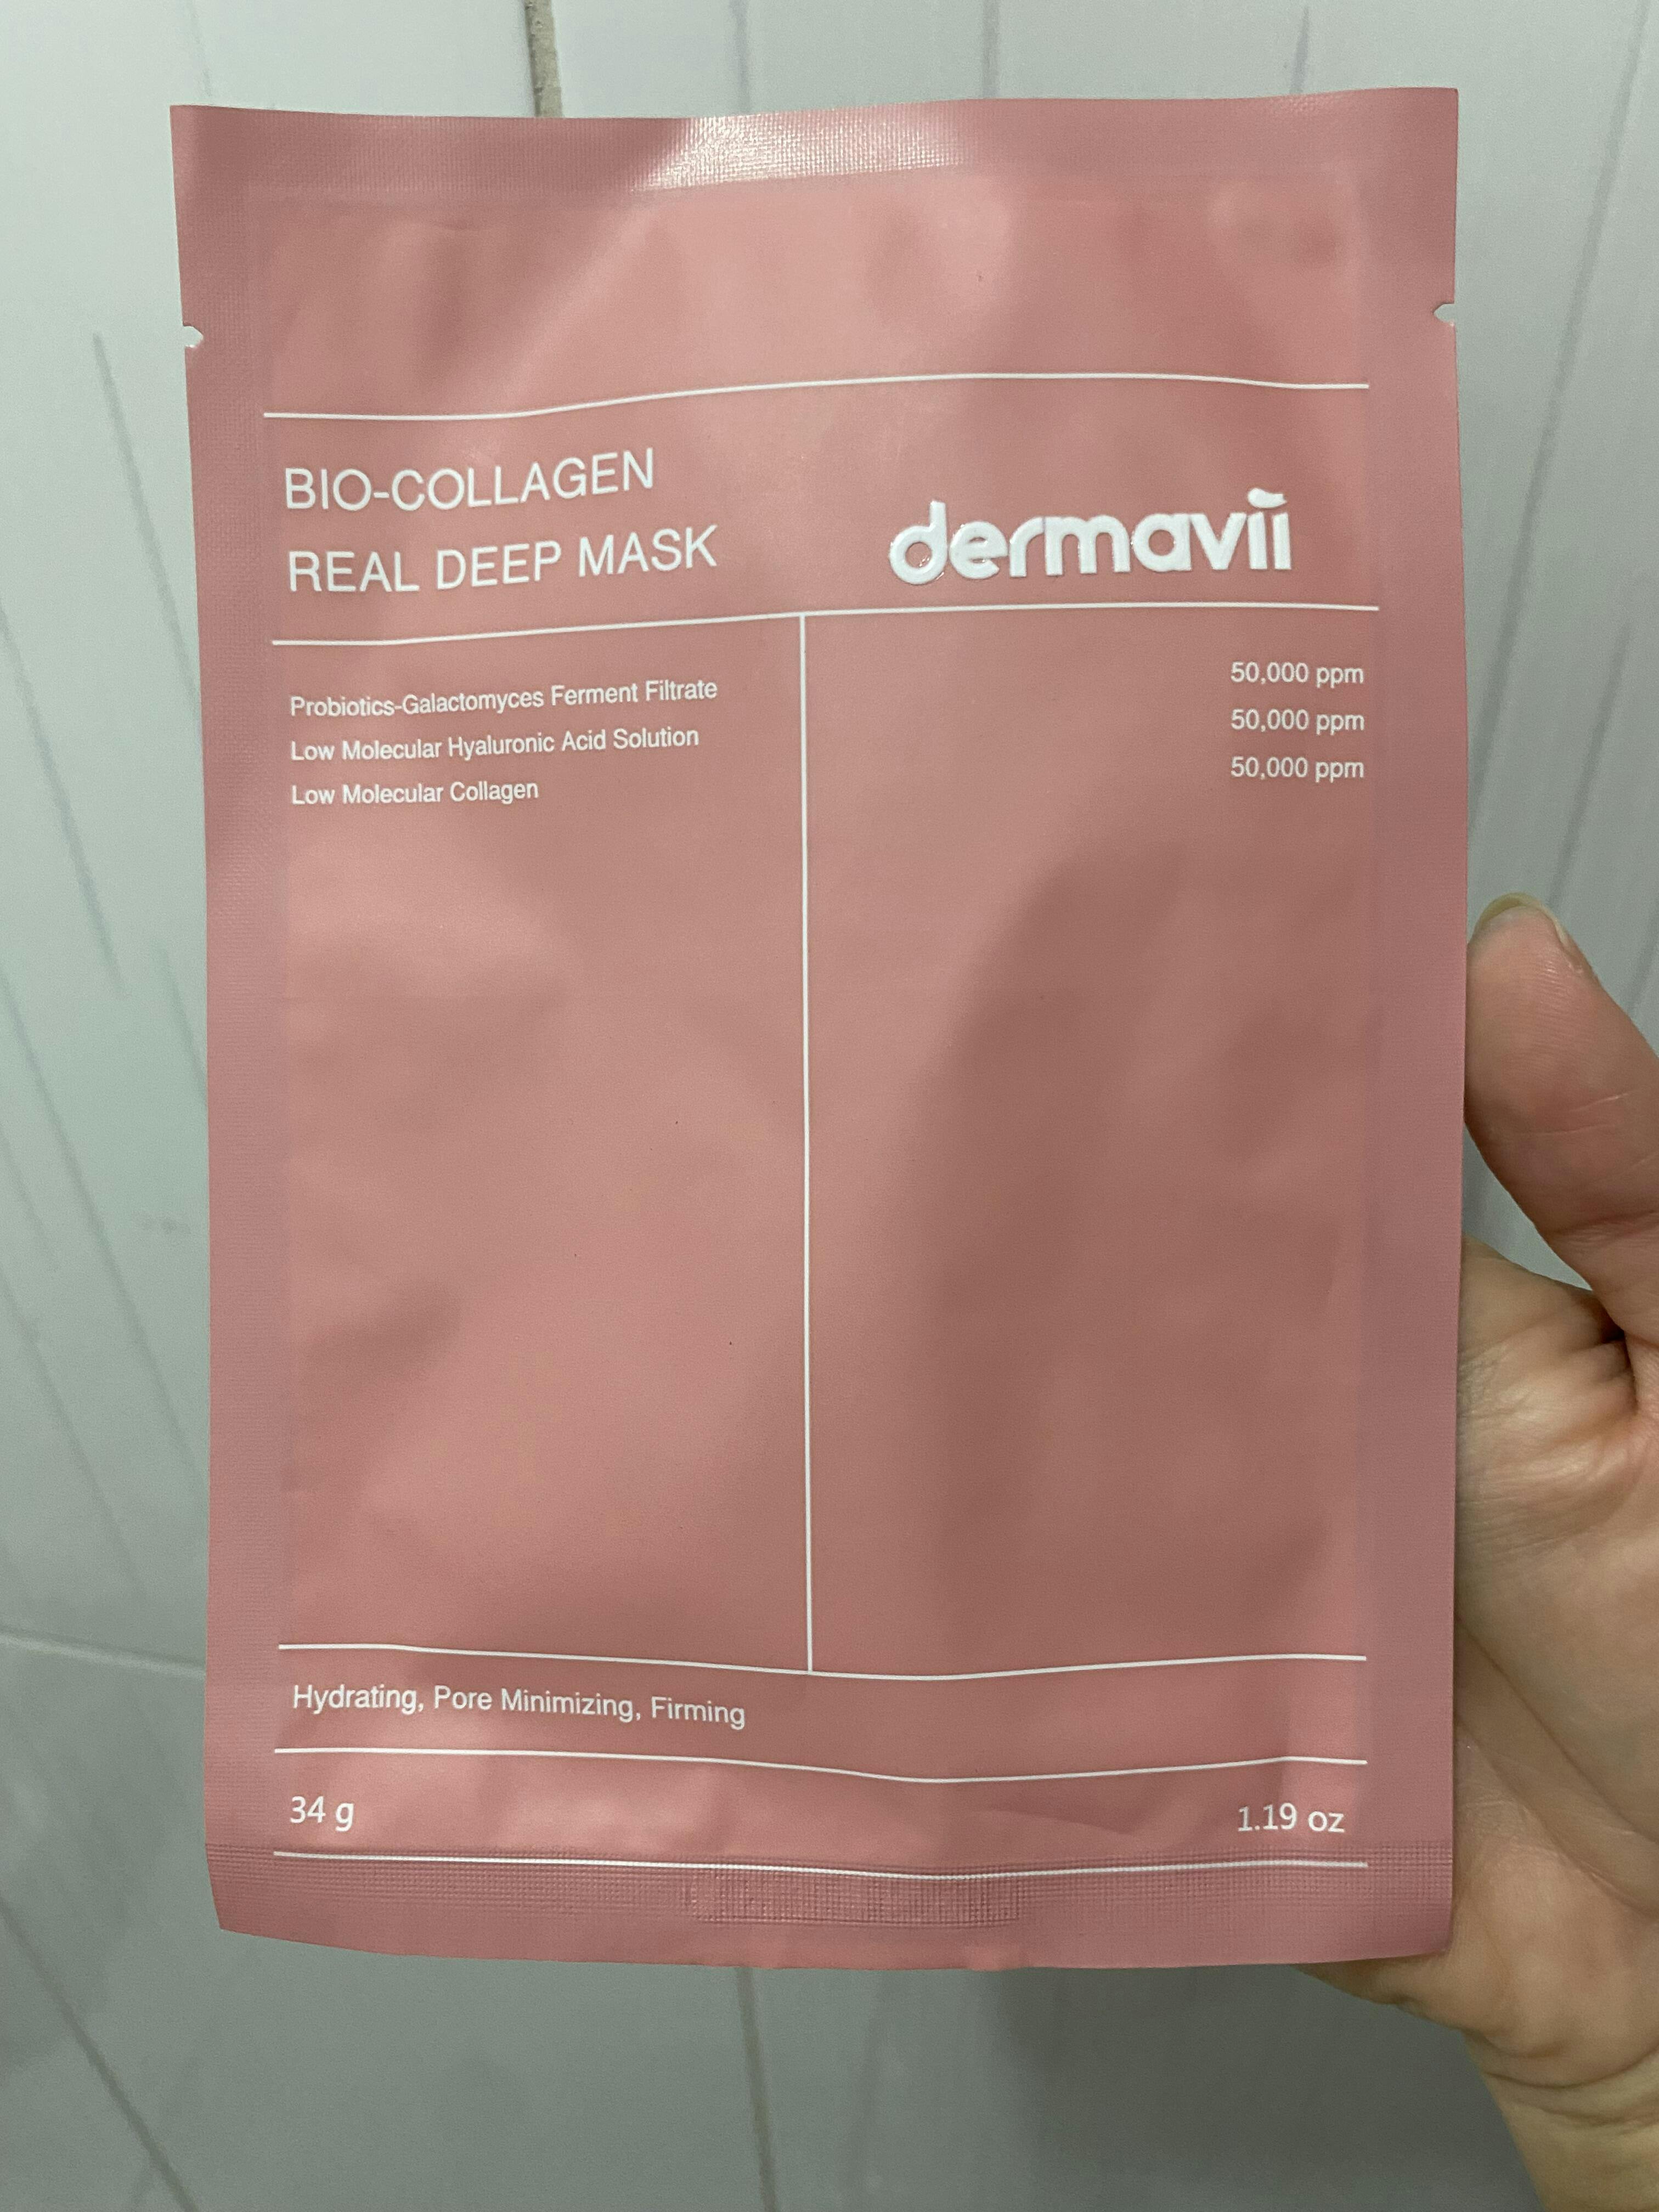 BIO-COLLAGEN
REAL DEEP MASK
dermavii
Probiotics-Galactomyces Ferment Filtrate 50,000 ppm
Low Molecular Hyaluronic Acid Solution 50,000 ppm
Low Molecular Collagen 50,000 ppm
Hydrating, Pore Minimizing, Firming
34 g 1.19 oz